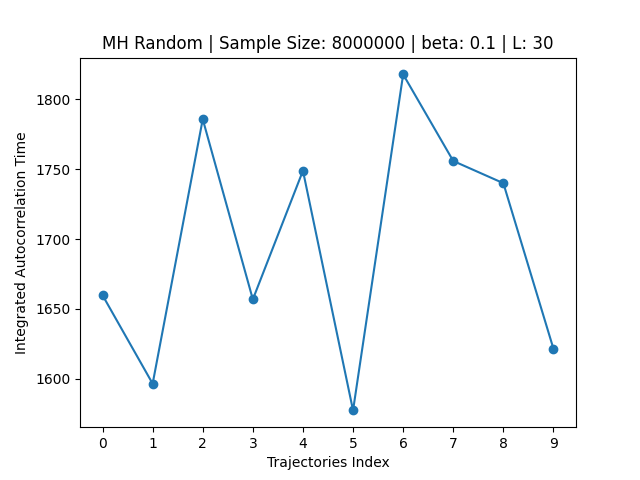 MH Random | Sample Size: 8000000 | beta: 0.1 | L: 30
Integrated Autocorrelation Time
1800
1750
1700
1650
1600
0 1 2 3 4 5 6 7 8 9
Trajectories Index